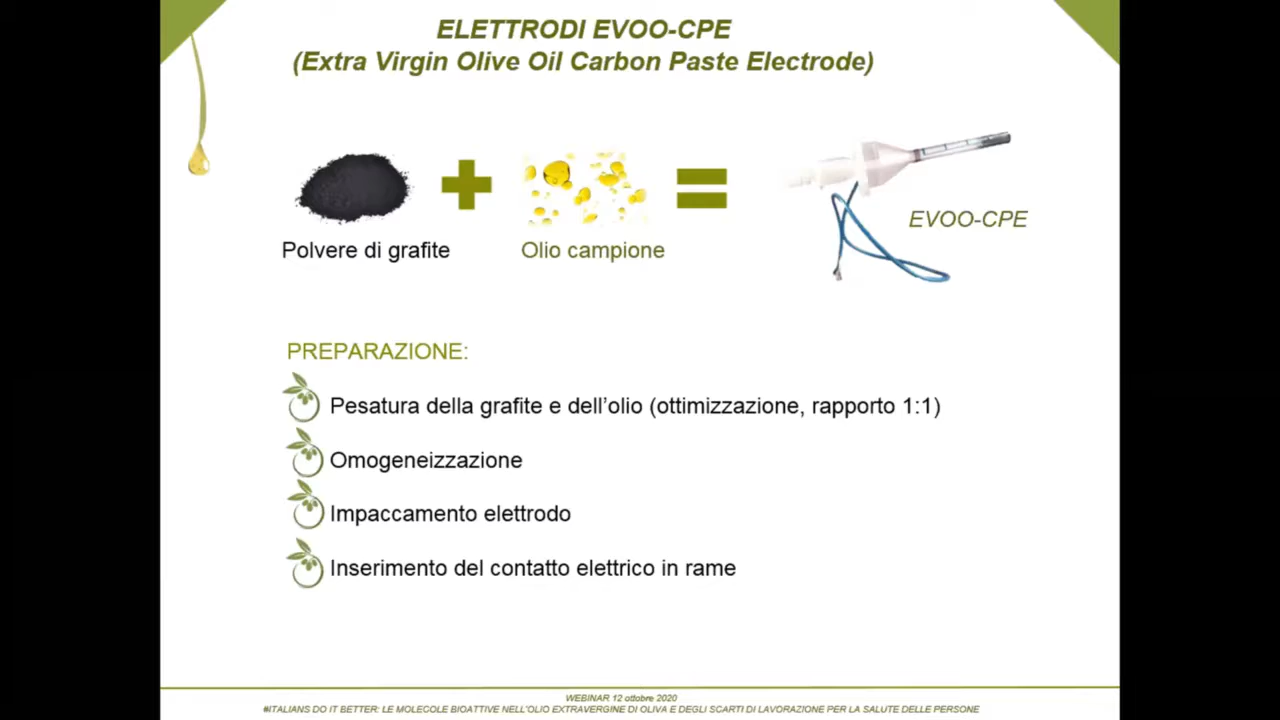 ELETTRODI EVOO-CPE
(Extra Virgin Olive Oil Carbon Paste Electrode)
Polvere di grafite
Olio campione
EVOO-CPE
PREPARAZIONE:
Pesatura della grafite e dell'olio (ottimizzazione, rapporto 1:1)
Omogeneizzazione
Impaccamento elettrodo
Inserimento del contatto elettrico in rame
WEBINAR 12 ottobre 2020
#ITALIANS DO IT BETTER: LE MOLECOLE BIOATTIVE NELL'OLIO EXTRAVERGINE DI OLIVA E DEGLI SCARTI DI LAVORAZIONE PER LA SALUTE DELLE PERSONE